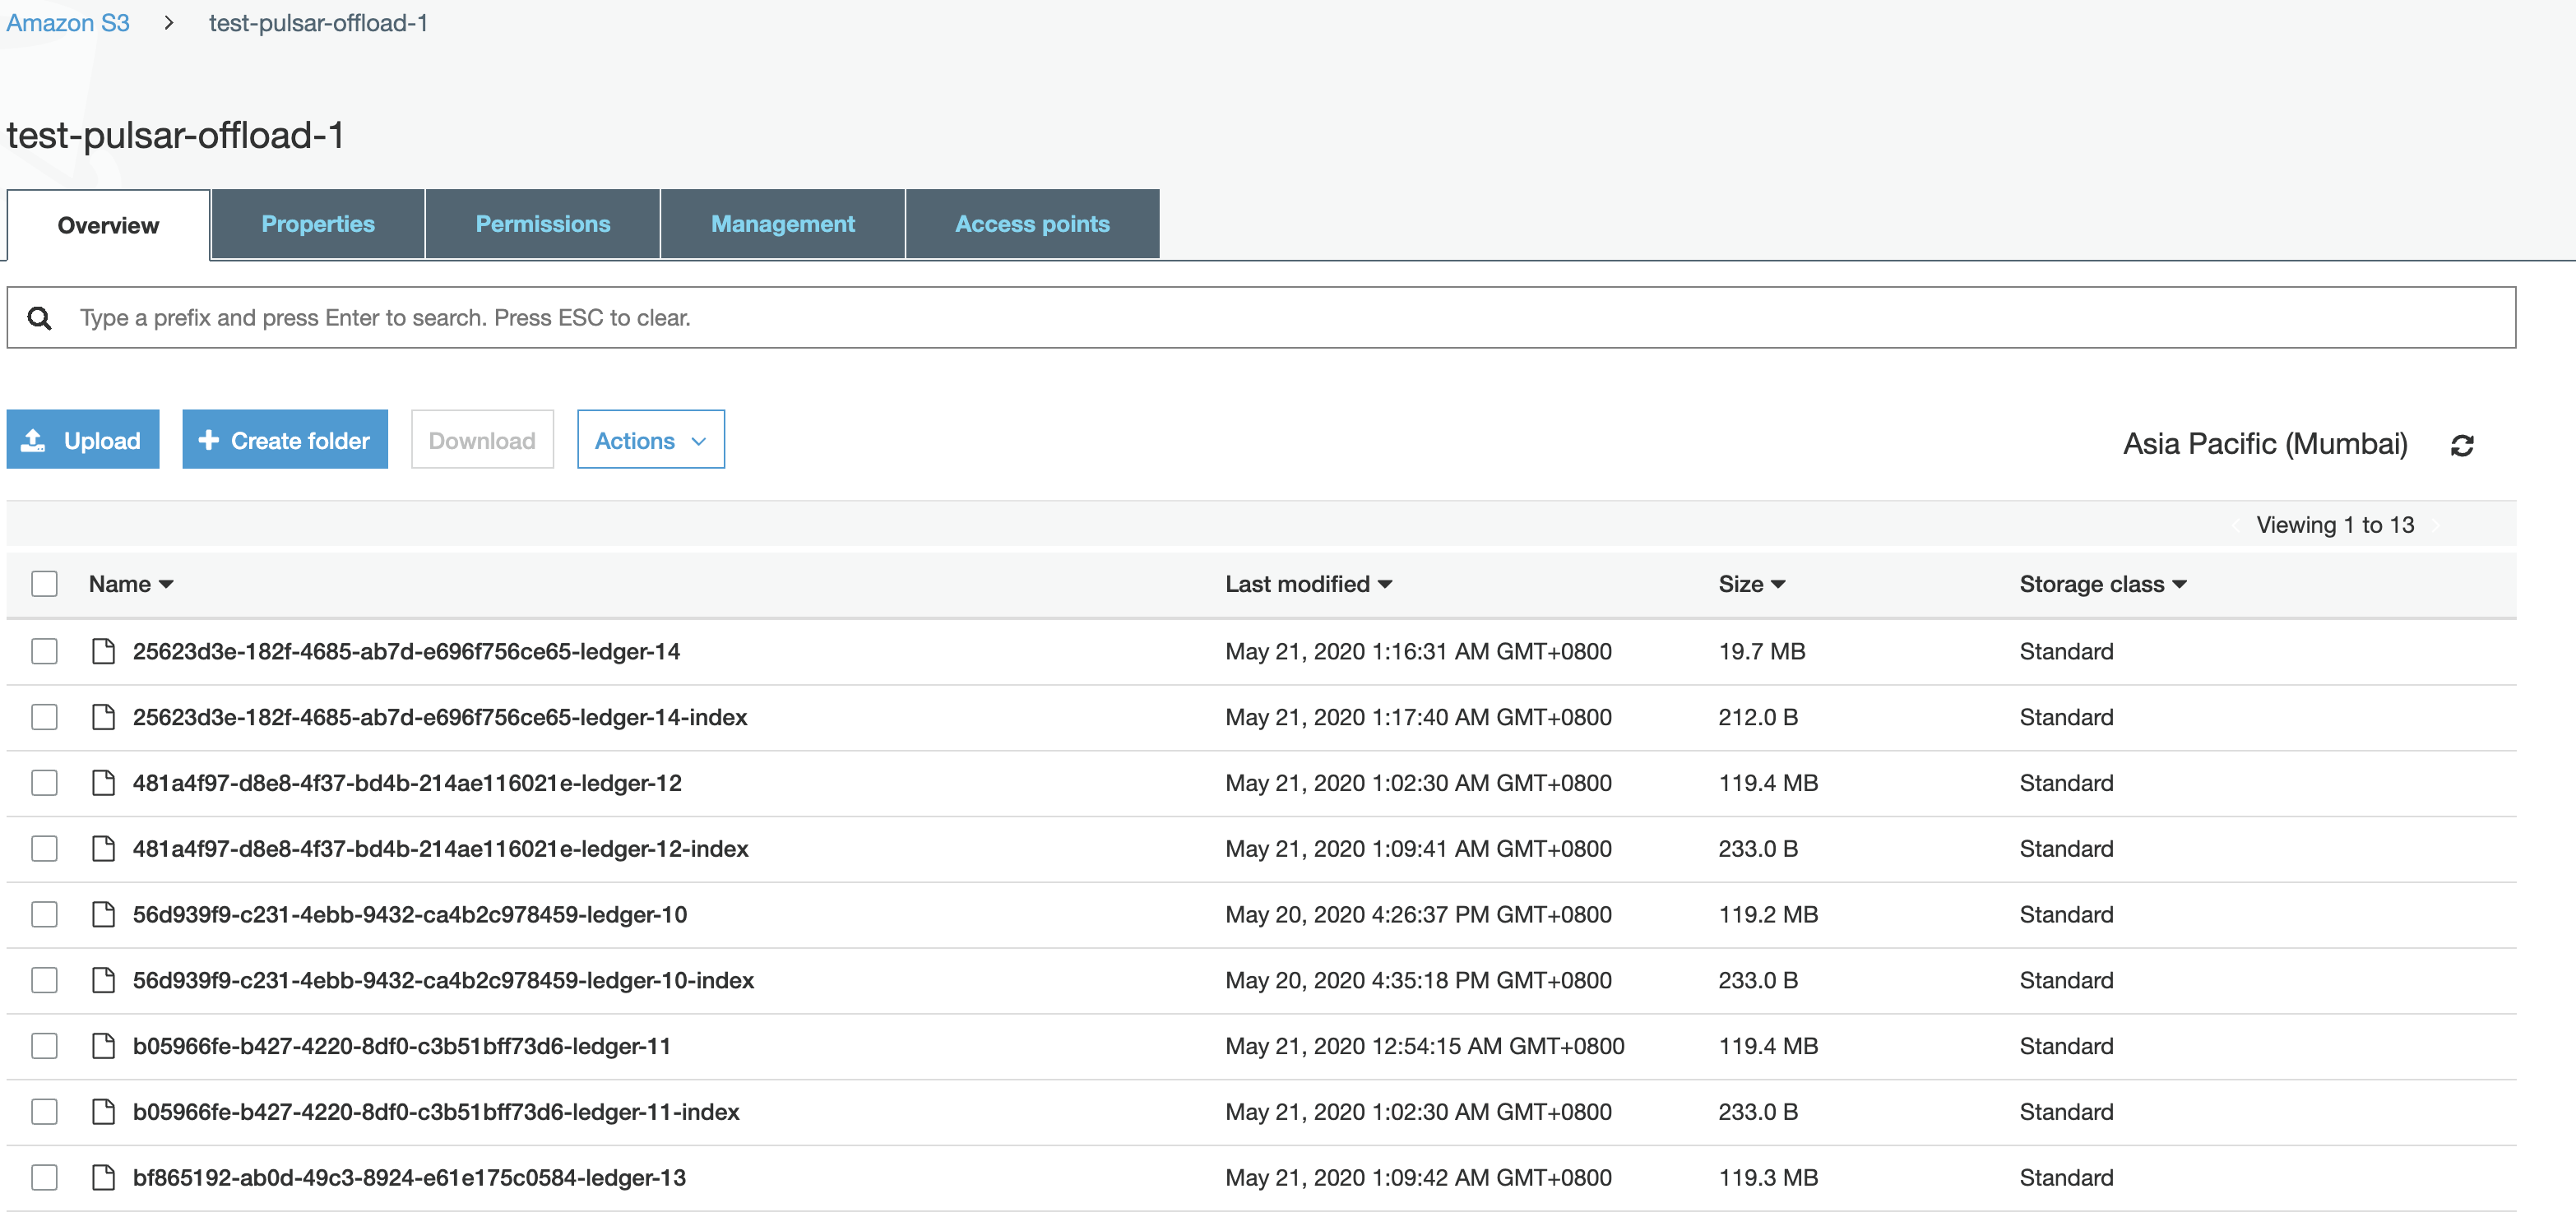 Amazon S3 > test-pulsar-offload-1
test-pulsar-offload-1
Overview Properties Permissions Management Access points
Type a prefix and press Enter to search. Press ESC to clear.
Upload + Create folder Download Actions Asia Pacific (Mumbai)
Viewing 1 to 13
Name Last modified Size Storage class
25623d3e-182f-4685-ab7d-e696f756ce65-ledger-14 May 21, 2020 1:16:31 AM GMT+0800 19.7 MB Standard
25623d3e-182f-4685-ab7d-e696f756ce65-ledger-14-index May 21, 2020 1:17:40 AM GMT+0800 212.0 B Standard
481a4f97-d8e8-4f37-bd4b-214ae116021e-ledger-12 May 21, 2020 1:02:30 AM GMT+0800 119.4 MB Standard
481a4f97-d8e8-4f37-bd4b-214ae116021e-ledger-12-index May 21, 2020 1:09:41 AM GMT+0800 233.0 B Standard
56d939f9-c231-4ebb-9432-ca4b2c978459-ledger-10 May 20, 2020 4:26:37 PM GMT+0800 119.2 MB Standard
56d939f9-c231-4ebb-9432-ca4b2c978459-ledger-10-index May 20, 2020 4:35:18 PM GMT+0800 233.0 B Standard
b05966fe-b427-4220-8df0-c3b51bff73d6-ledger-11 May 21, 2020 12:54:15 AM GMT+0800 119.4 MB Standard
b05966fe-b427-4220-8df0-c3b51bff73d6-ledger-11-index May 21, 2020 1:02:30 AM GMT+0800 233.0 B Standard
bf865192-ab0d-49c3-8924-e61e175c0584-ledger-13 May 21, 2020 1:09:42 AM GMT+0800 119.3 MB Standard